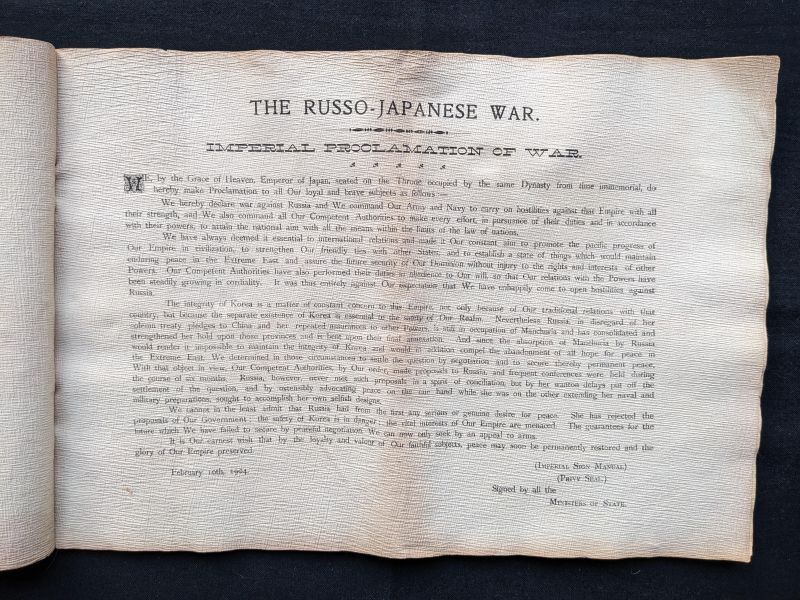 THE RUSSO-JAPANESE WAR.
IMPERIAL PROCLAMATION OF WAR.
WE, by the Grace of Heaven, Emperor of Japan, seated on the Throne occupied by the same Dynasty from time immemorial, do
hereby make Proclamation to all Our loyal and brave subjects as follows:—
We hereby declare war against Russia and We command Our Army and Navy to carry on hostilities against that Empire with all
their strength, and We also command all Our Competent Authorities to make every effort, in pursuance of their duties and in accordance
with their powers, to attain the national aim with all the means within the limits of the law of nations.
We have always deemed it essential to international relations and made it Our constant aim to promote the pacific progress of
Our Empire in civilization, to strengthen Our friendly ties with other States, and to establish a state of things which would maintain
enduring peace in the Extreme East and assure the future security of Our Dominion without injury to the rights and interests of other
Powers. Our Competent Authorities have also performed their duties in obedience to Our will, so that Our relations with the Powers have
been steadily growing in cordiality. It was thus entirely against Our expectation that We have unhappily come to open hostilities against
Russia.
The integrity of Korea is a matter of constant concern to this Empire, not only because of Our traditional relations with that
country, but because the separate existence of Korea is essential to the safety of Our Realm. Nevertheless Russia, in disregard of her
solemn treaty pledges to China and her repeated assurances to other Powers, is still in occupation of Manchuria and has consolidated and
strengthened her hold upon those provinces and is bent upon their final annexation. And since the absorption of Manchuria by Russia
would render it impossible to maintain the integrity of Korea and would in addition compel the abandonment of all hope for peace in
the Extreme East, We determined in those circumstances to settle the question by negotiation and to secure thereby permanent peace.
With that object in view, Our Competent Authorities, by Our order, made proposals to Russia, and frequent conferences were held during
the course of six months. Russia, however, never met such proposals in a spirit of conciliation, but by her wanton delays put off the
settlement of the question, and by ostensibly advocating peace on the one hand while she was on the other extending her naval and
military preparations, sought to accomplish her own selfish designs.
We cannot in the least admit that Russia had from the first any serious or genuine desire for peace. She has rejected the
proposals of Our Government; the safety of Korea is in danger; the vital interests of Our Empire are menaced. The guarantees for the
future which We have failed to secure by peaceful negotiation We can now only seek by an appeal to arms.
It is Our earnest wish that by the loyalty and valour of Our faithful subjects, peace may soon be permanently restored and the
glory of Our Empire preserved.
February 10th, 1904.
(IMPERIAL SIGN MANUAL)
(PRIVY SEAL.)
Signed by all the
MINISTERS OF STATE.